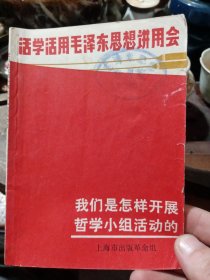 活学活用毛泽东思想讲用会
我们是怎样开展
哲学小组活动的
上海市出版革命组